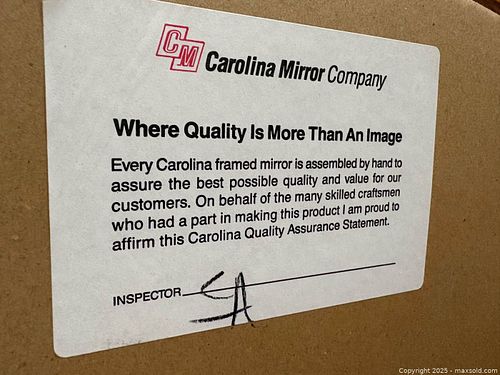 CM Carolina Mirror Company
Where Quality Is More Than An Image
Every Carolina framed mirror is assembled by hand to
assure the best possible quality and value for our
customers. On behalf of the many skilled craftsmen
who had a part in making this product I am proud to
affirm this Carolina Quality Assurance Statement.
INSPECTOR
Copyright 2025 - maxsold.com